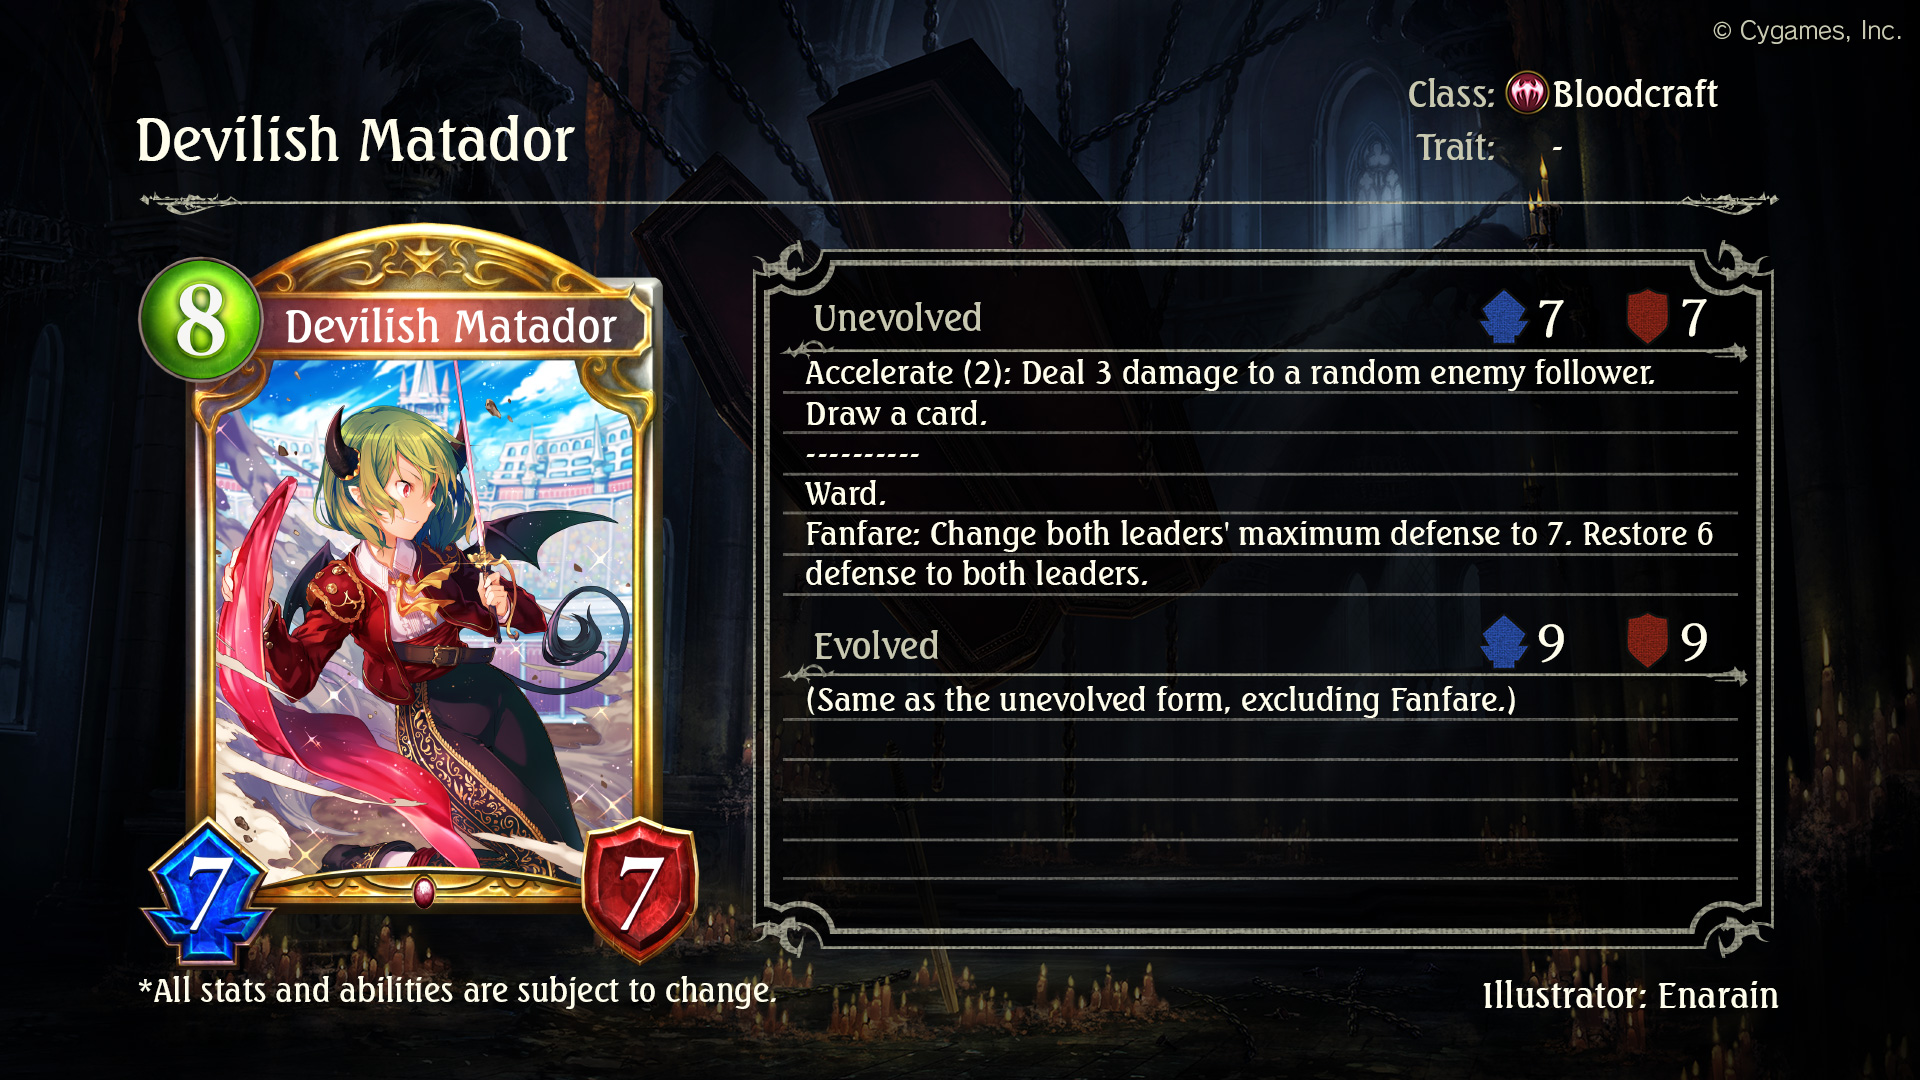 © Cygames, Inc.
Class: Bloodcraft
Devilish Matador
Trait: -
8
Devilish Matador
Unevolved 7 7
Accelerate (2): Deal 3 damage to a random enemy follower.
Draw a card.
----------
Ward.
Fanfare: Change both leaders' maximum defense to 7. Restore 6
defense to both leaders.
Evolved 9 9
(Same as the unevolved form, excluding Fanfare.)
7 7
*All stats and abilities are subject to change.
Illustrator: Enarain